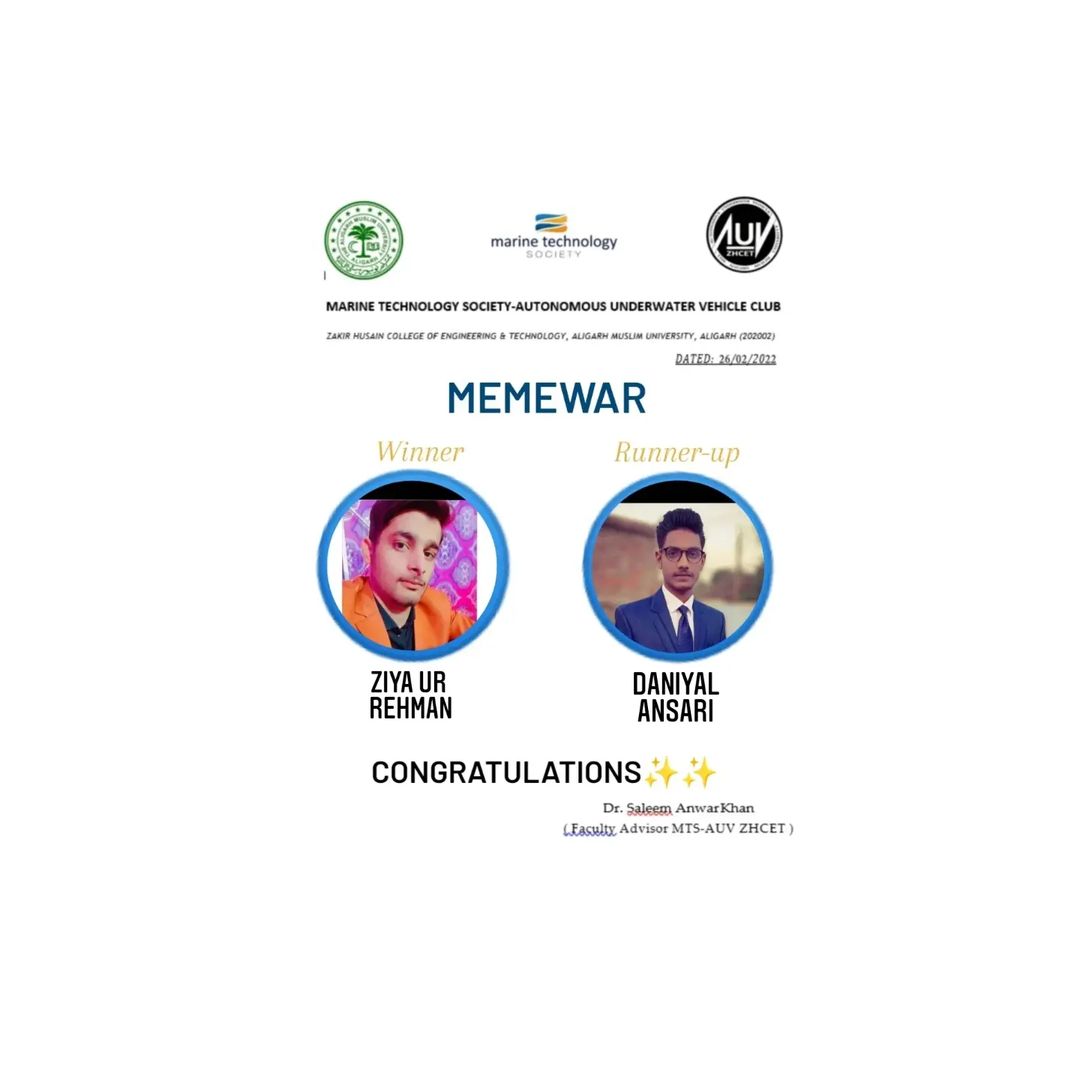 THE ALIGARH MUSLIM UNIVERSITY
ALIGARH
marine technology
SOCIETY
AUV
ZHCET
MARINE TECHNOLOGY SOCIETY-AUTONOMOUS UNDERWATER VEHICLE CLUB
ZAKIR HUSAIN COLLEGE OF ENGINEERING & TECHNOLOGY, ALIGARH MUSLIM UNIVERSITY, ALIGARH (202002)
DATED: 26/02/2022
MEMEWAR
Winner Runner-up
ZIYA UR
REHMAN
DANIYAL
ANSARI
CONGRATULATIONS✨✨
Dr. Saleem AnwarKhan
( Faculty Advisor MTS-AUV ZHCET )